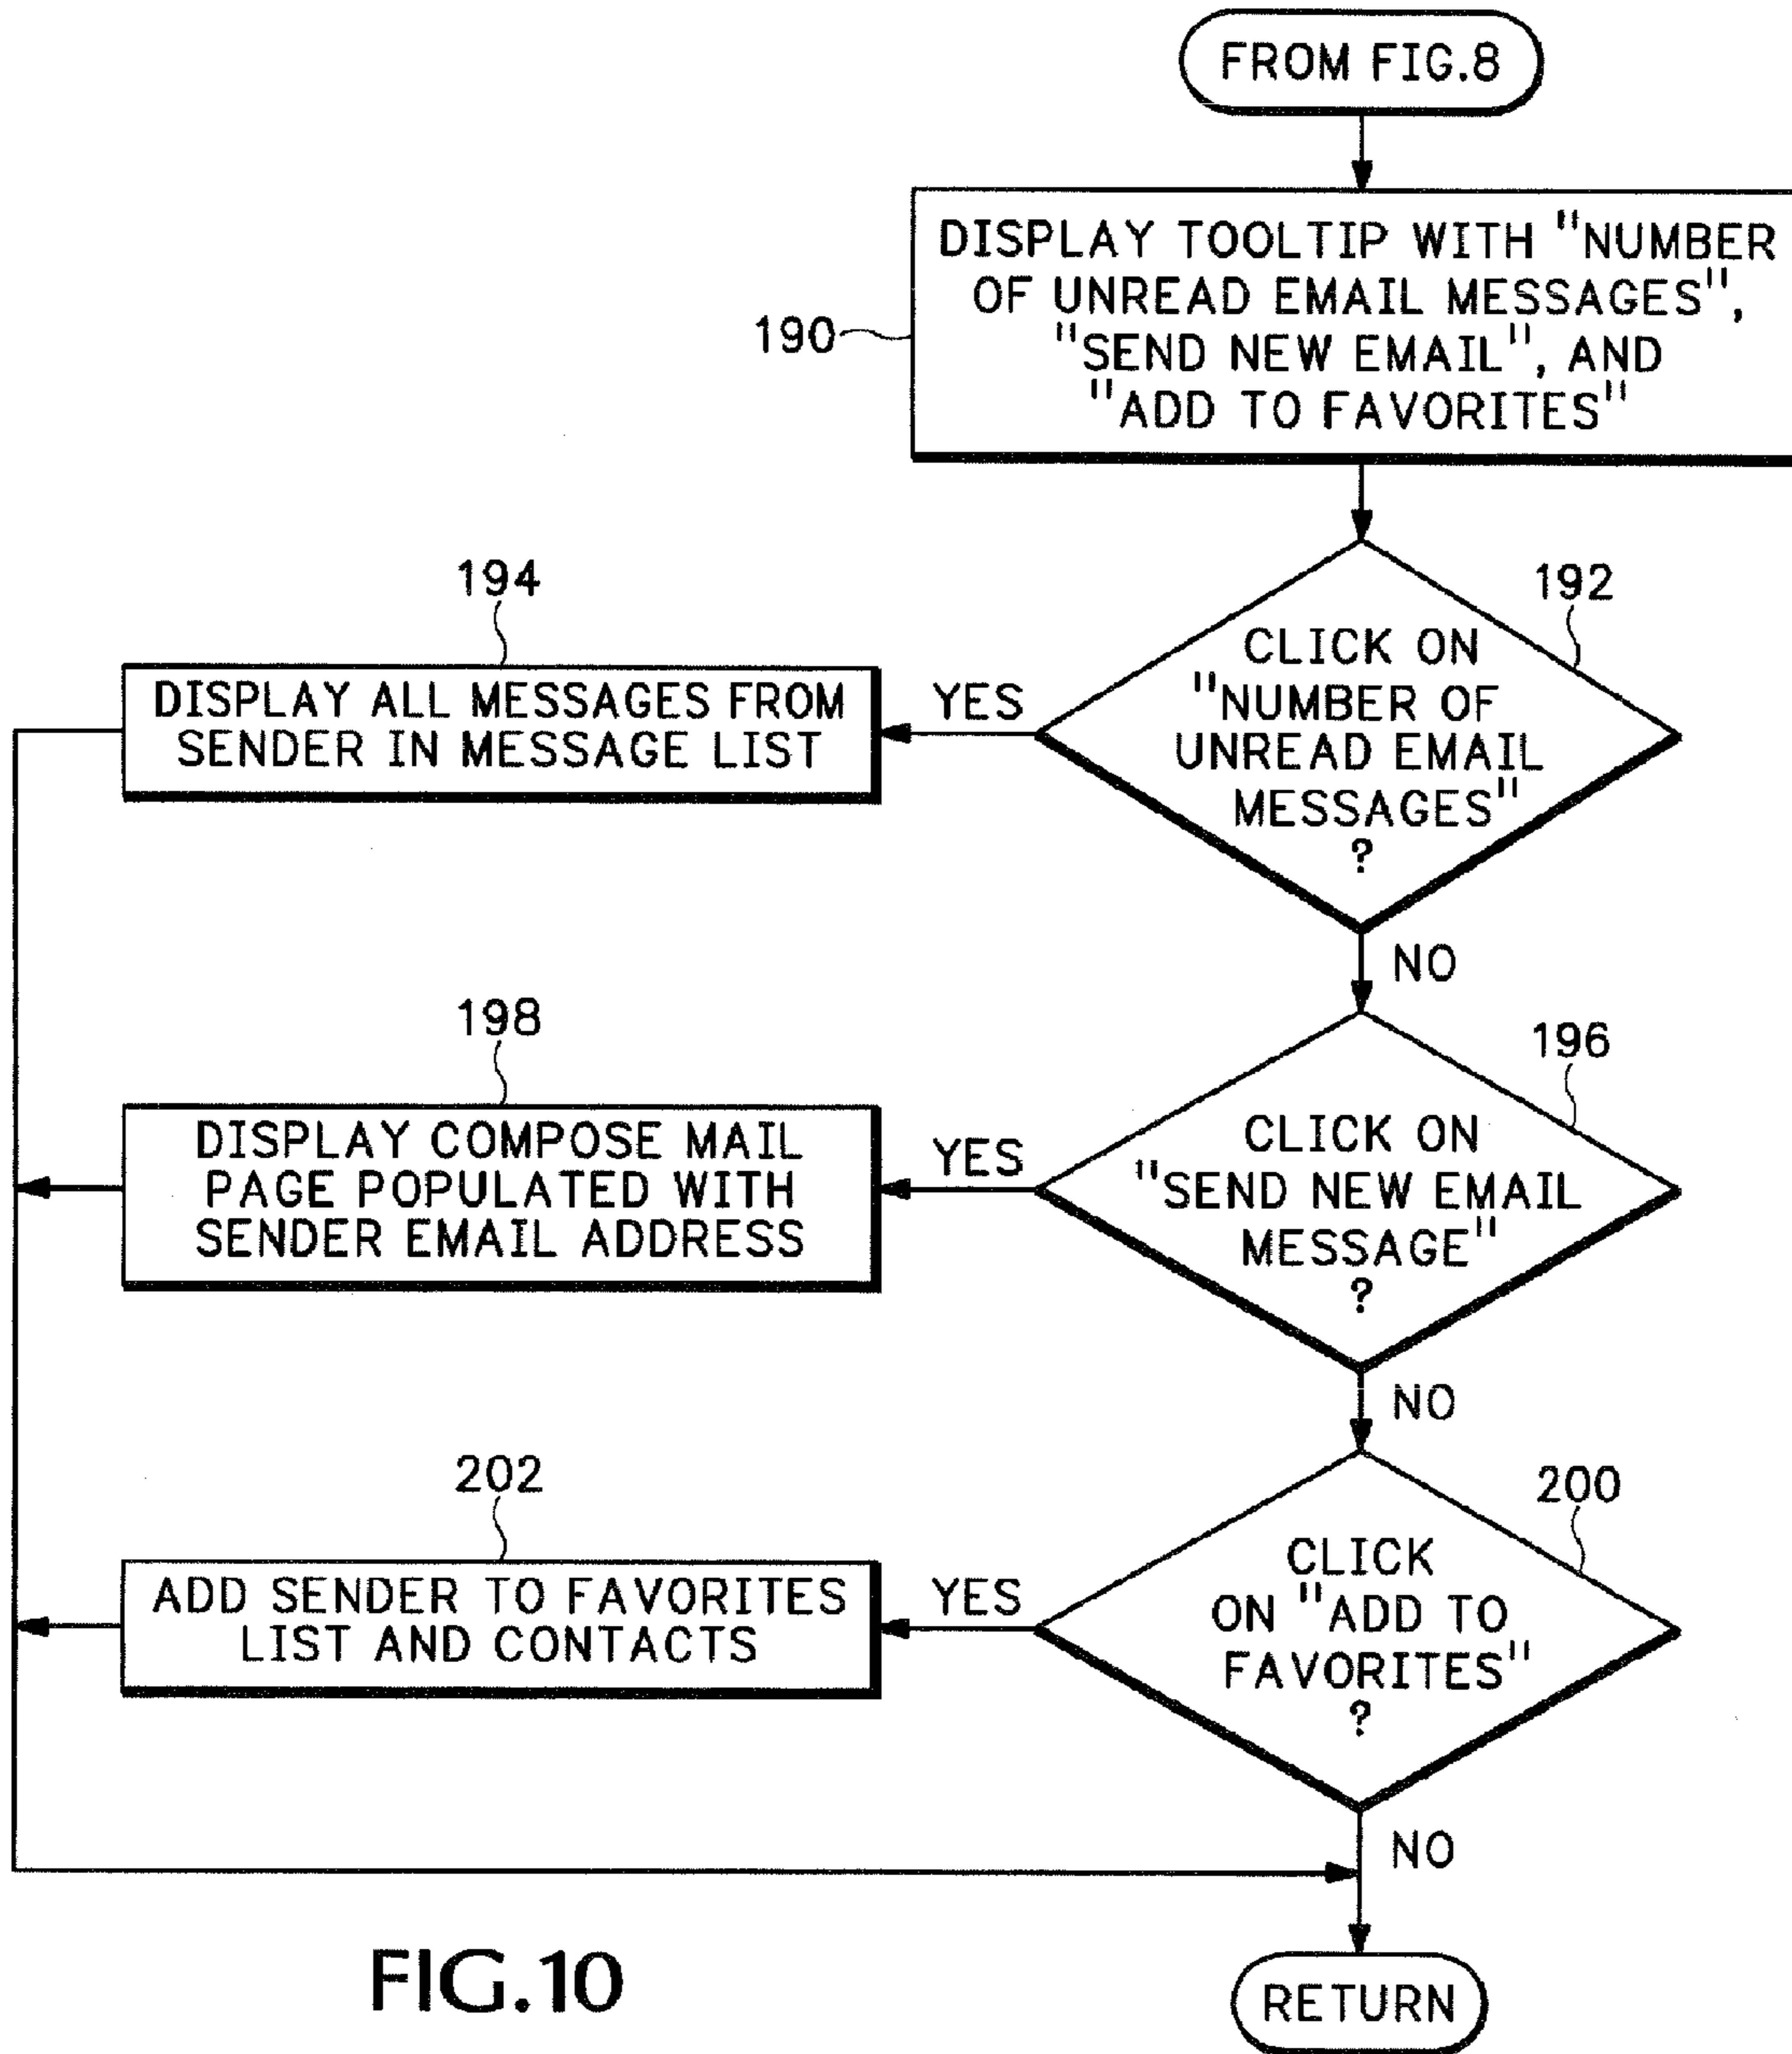 FROM FIG.8
DISPLAY TOOLTIP WITH "NUMBER
OF UNREAD EMAIL MESSAGES",
"SEND NEW EMAIL", AND
"ADD TO FAVORITES"
190
192
CLICK ON
"NUMBER OF
UNREAD EMAIL
MESSAGES"
?
YES
194
DISPLAY ALL MESSAGES FROM
SENDER IN MESSAGE LIST
NO
196
CLICK ON
"SEND NEW EMAIL
MESSAGE"
?
YES
198
DISPLAY COMPOSE MAIL
PAGE POPULATED WITH
SENDER EMAIL ADDRESS
NO
200
CLICK
ON "ADD TO
FAVORITES"
?
YES
202
ADD SENDER TO FAVORITES
LIST AND CONTACTS
NO
RETURN
FIG.10